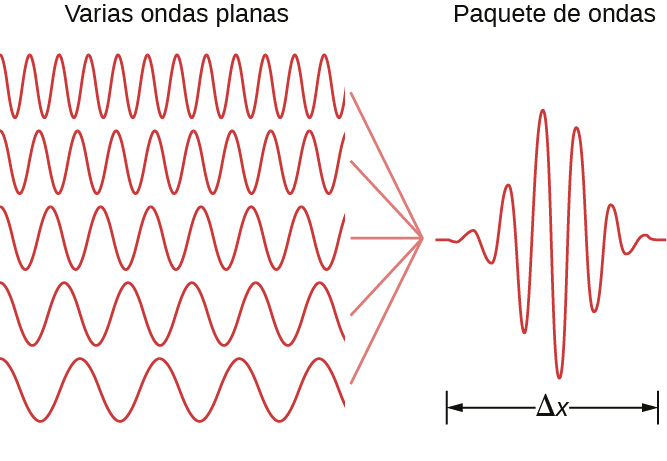 Varias ondas planas
Paquete de ondas
Δx